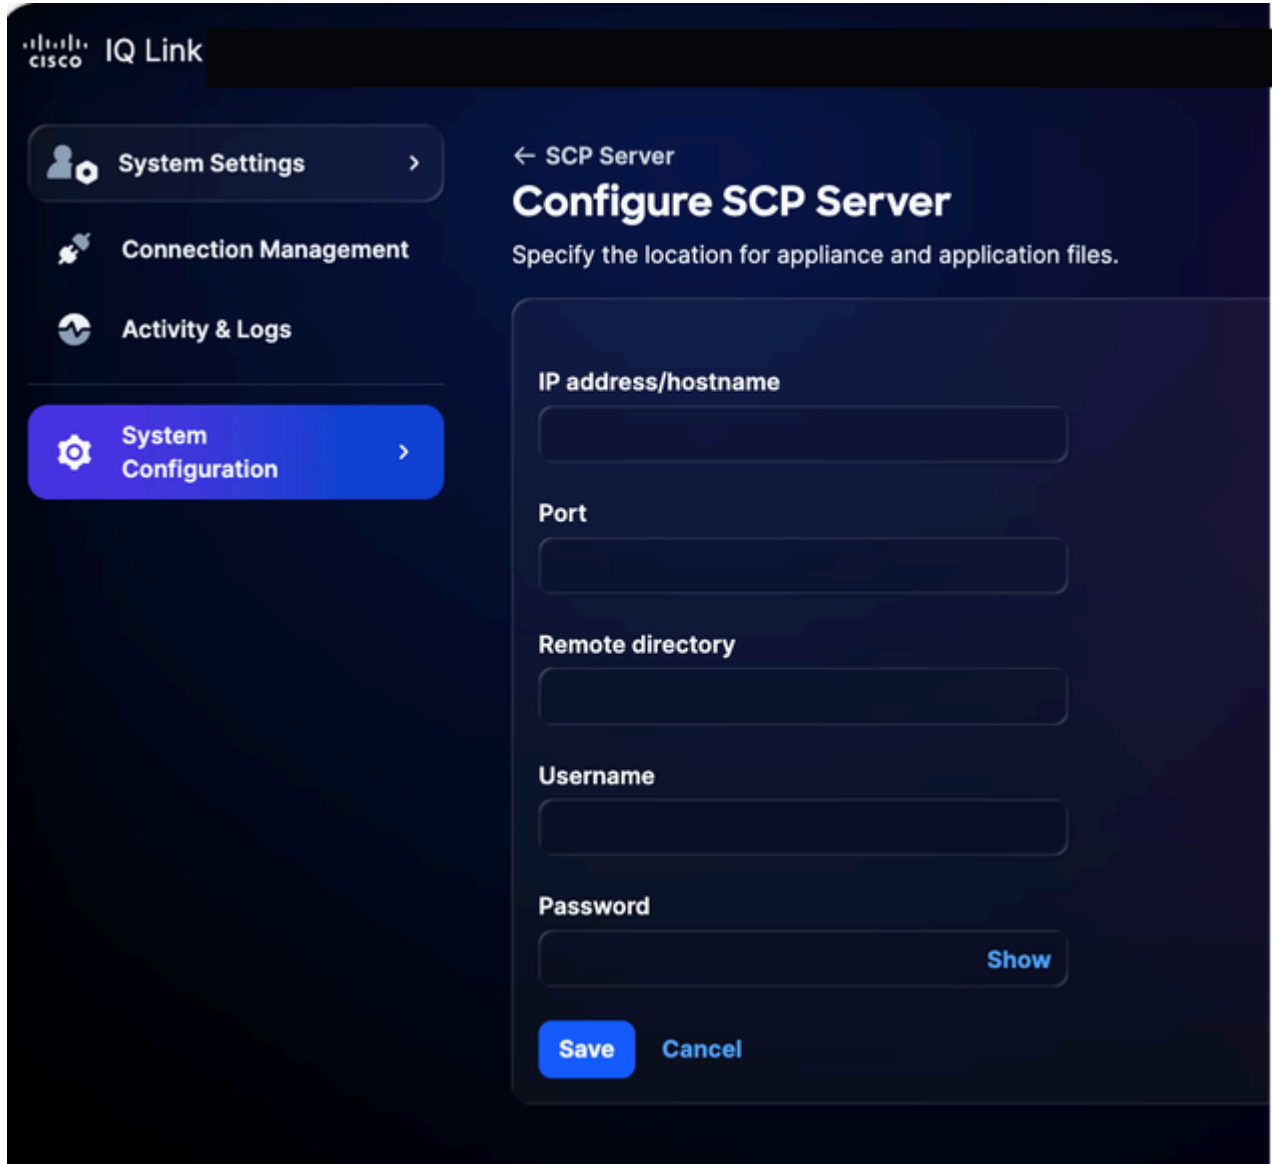 cisco IQ Link
System Settings
Connection Management
Activity & Logs
System
Configuration
← SCP Server
Configure SCP Server
Specify the location for appliance and application files.
IP address/hostname
Port
Remote directory
Username
Password
Show
Save Cancel